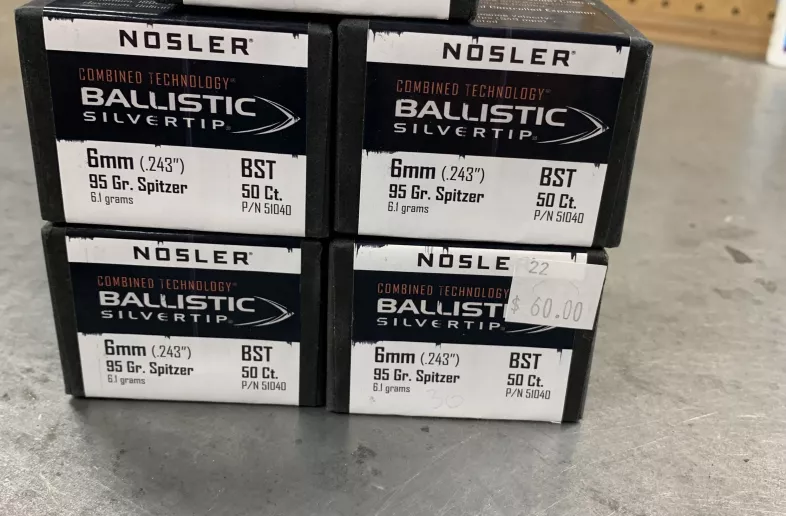 NOSLER®
COMBINED TECHNOLOGY®
BALLISTIC
SILVERTIP®
6mm (.243")
95 Gr. Spitzer
6.1 grams
BST
50 Ct.
P/N 51040
NOSLER®
COMBINED TECHNOLOGY®
BALLISTIC
SILVERTIP®
6mm (.243")
95 Gr. Spitzer
6.1 grams
BST
50 Ct.
P/N 51040
NOSLER®
COMBINED TECHNOLOGY®
BALLISTIC
SILVERTIP®
6mm (.243")
95 Gr. Spitzer
6.1 grams
BST
50 Ct.
P/N 51040
NOSLE
22
$ 60.00
COMBINED TECHNOLOGY
BALLIST
SILVERTIP®
6mm (.243")
95 Gr. Spitzer
6.1 grams
30
BST
50 Ct.
P/N 51040